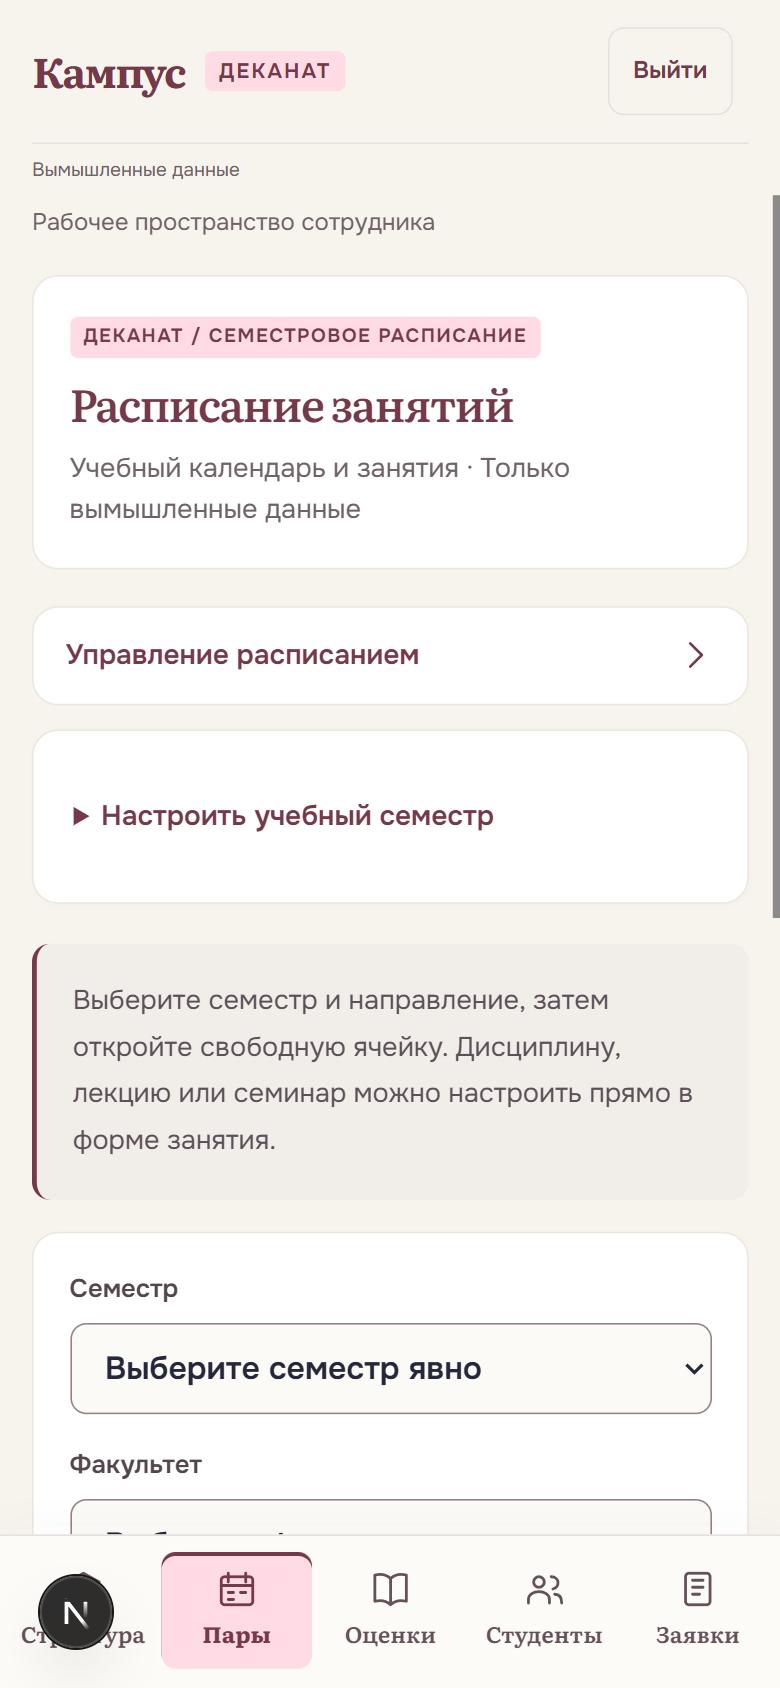 Кампус ДЕКАНАТ Выйти
Вымышленные данные
Рабочее пространство сотрудника
ДЕКАНАТ / СЕМЕСТРОВОЕ РАСПИСАНИЕ
Расписание занятий
Учебный календарь и занятия · Только
вымышленные данные
Управление расписанием
Настроить учебный семестр
Выберите семестр и направление, затем
откройте свободную ячейку. Дисциплину,
лекцию или семинар можно настроить прямо в
форме занятия.
Семестр
Выберите семестр явно
Факультет
N
Пары Оценки Студенты Заявки